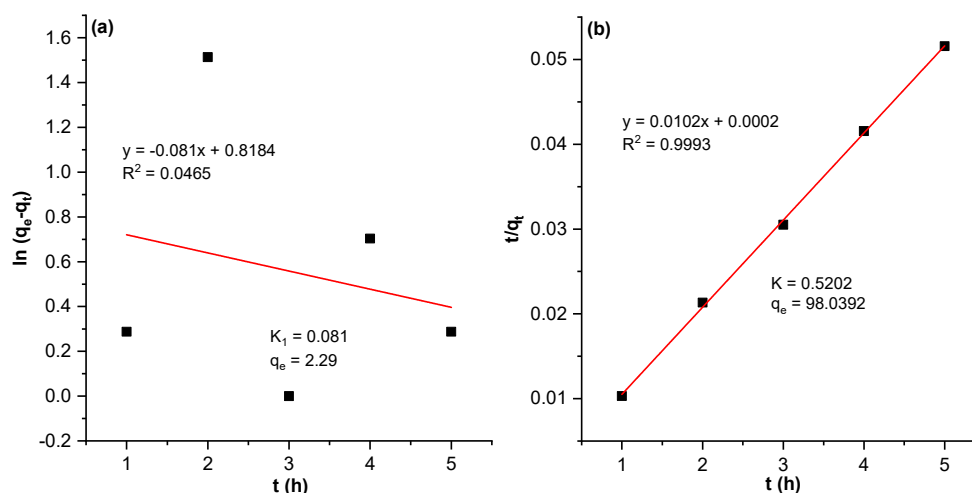 (a)
1.6
1.4
1.2
1.0
0.8
0.6
0.4
0.2
0.0
-0.2
ln (qₑ-qₜ)
y = -0.081x + 0.8184
R² = 0.0465
K₁ = 0.081
qₑ = 2.29
1 2 3 4 5
t (h)
(b)
0.05
0.04
0.03
0.02
0.01
t/qₜ
y = 0.0102x + 0.0002
R² = 0.9993
K = 0.5202
qₑ = 98.0392
1 2 3 4 5
t (h)